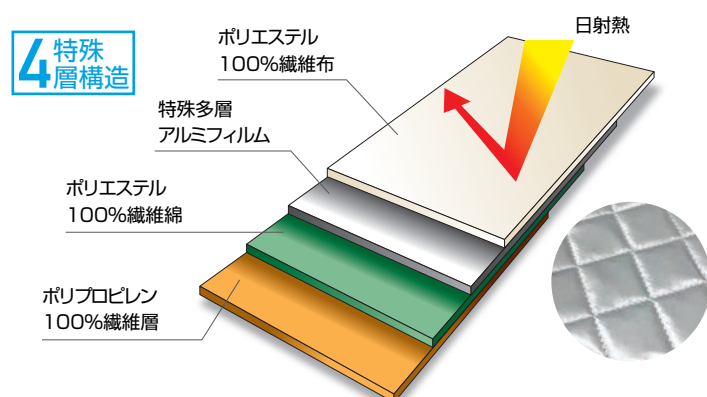 4特殊
層構造
ポリエステル
100%繊維布
日射熱
特殊多層
アルミフィルム
ポリエステル
100%繊維綿
ポリプロピレン
100%繊維層